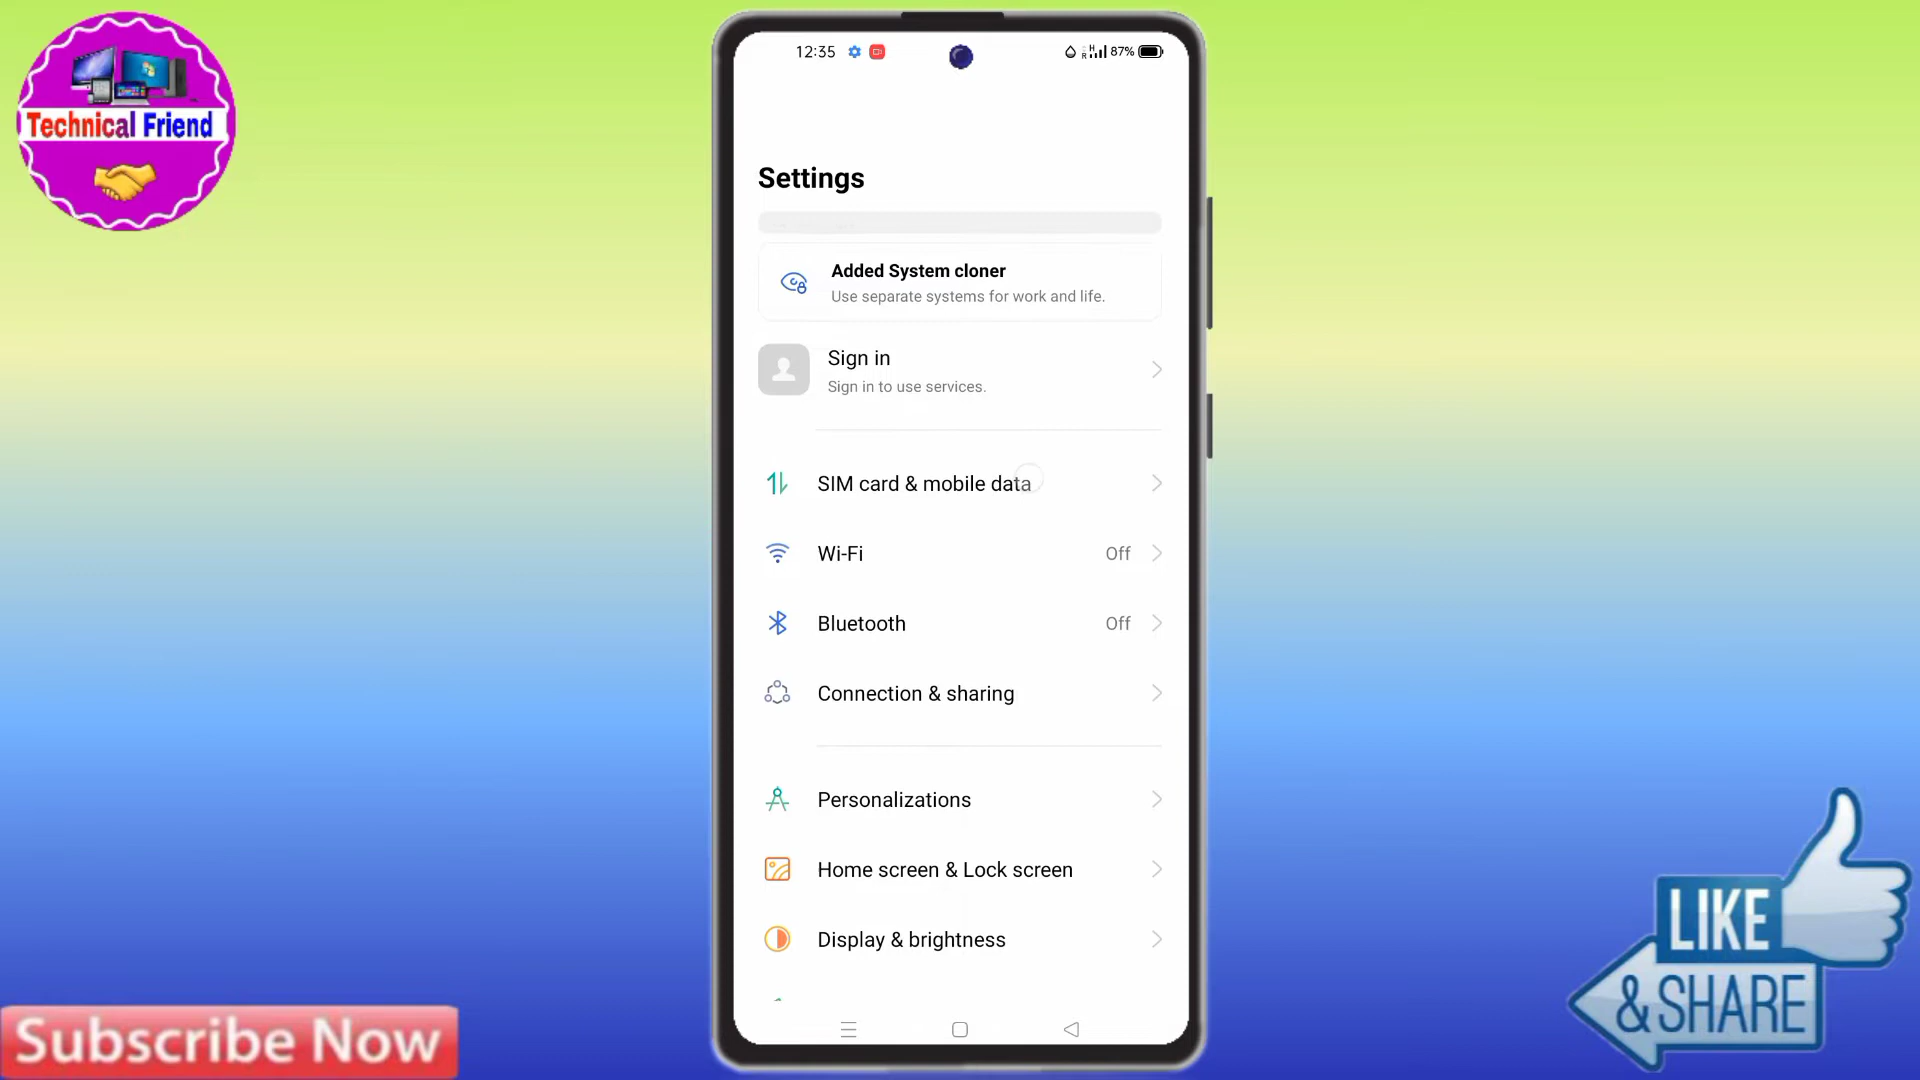 Technical Friend
12:35
H
R
87%
Settings
Added System cloner
Use separate systems for work and life.
Sign in
Sign in to use services.
SIM card & mobile data
Wi-Fi Off
Bluetooth Off
Connection & sharing
Personalizations
Home screen & Lock screen
Display & brightness
LIKE
& SHARE
Subscribe Now